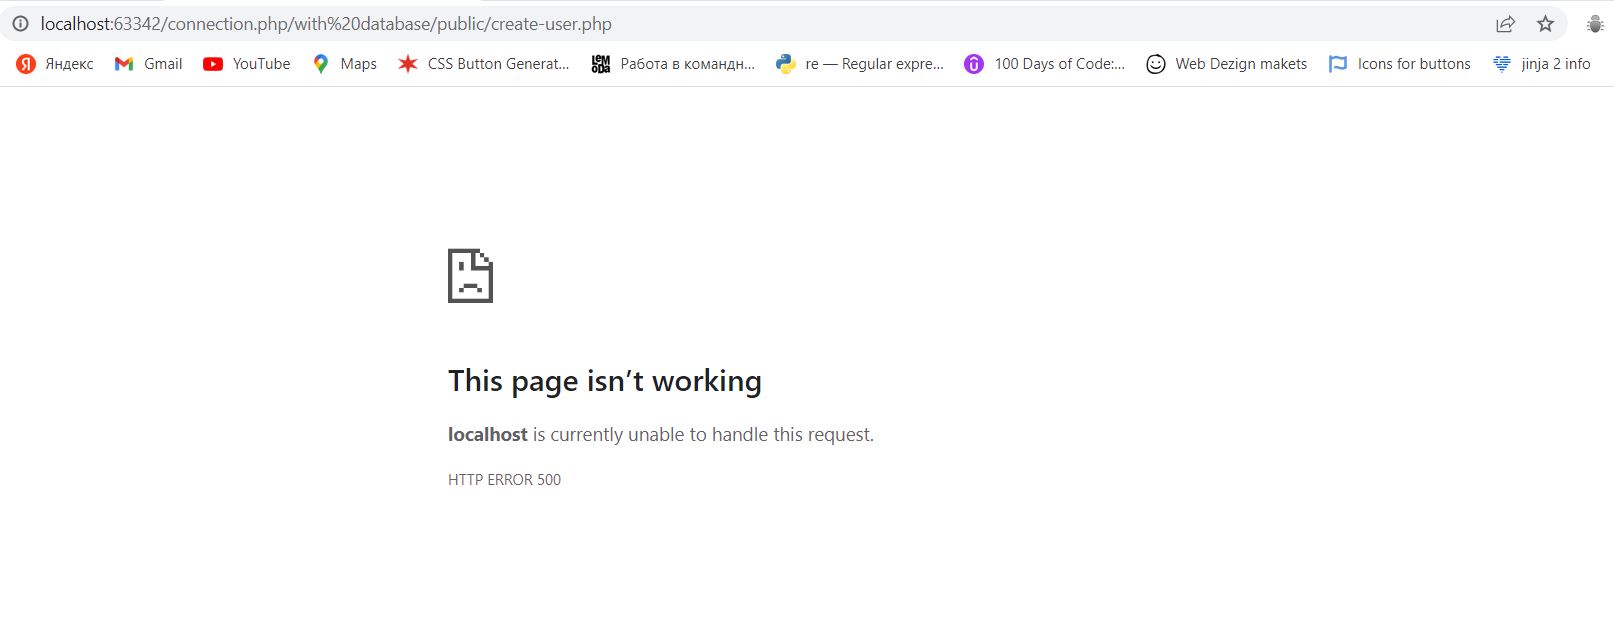 localhost:63342/connection.php/with%20database/public/create-user.php
Я Яндекс Gmail YouTube Maps CSS Button Generat... LeMODa Работа в командн... re — Regular expre... 100 Days of Code:... Web Dezign makets Icons for buttons jinja 2 info
This page isn’t working
localhost is currently unable to handle this request.
HTTP ERROR 500